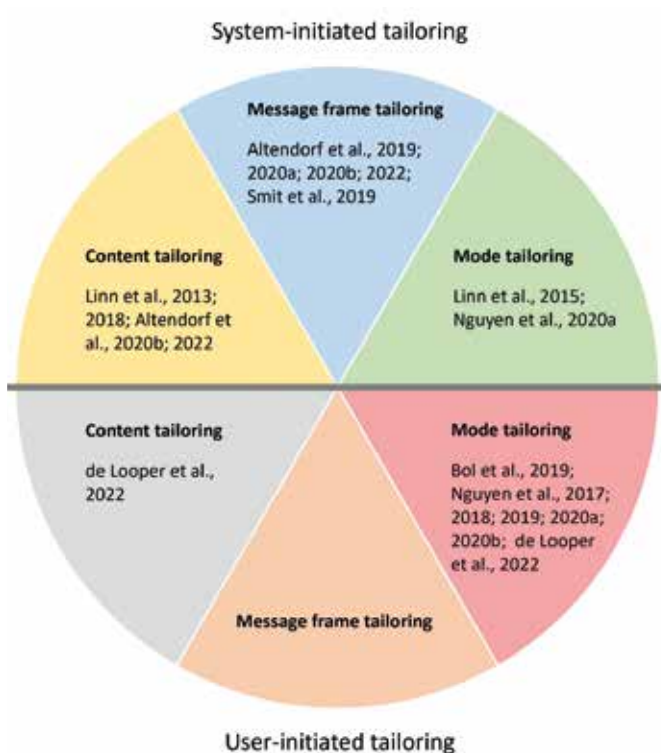 System-initiated tailoring
Message frame tailoring
Altendorf et al., 2019;
2020a; 2020b; 2022;
Smit et al., 2019
Content tailoring
Linn et al., 2013;
2018; Altendorf et
al., 2020b; 2022
Mode tailoring
Linn et al., 2015;
Nguyen et al., 2020a
Content tailoring
de Looper et al.,
2022
Mode tailoring
Bol et al., 2019;
Nguyen et al., 2017;
2018; 2019; 2020a;
2020b; de Looper
et al., 2022
Message frame tailoring
User-initiated tailoring